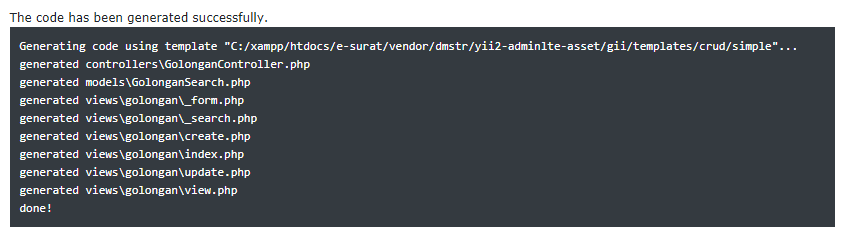 The code has been generated successfully.
Generating code using template "C:/xampp/htdocs/e-surat/vendor/dmstr/yii2-adminlte-asset/gii/templates/crud/simple"...
generated controllers\GolonganController.php
generated models\GolonganSearch.php
generated views\golongan\_form.php
generated views\golongan\_search.php
generated views\golongan\create.php
generated views\golongan\index.php
generated views\golongan\update.php
generated views\golongan\view.php
done!